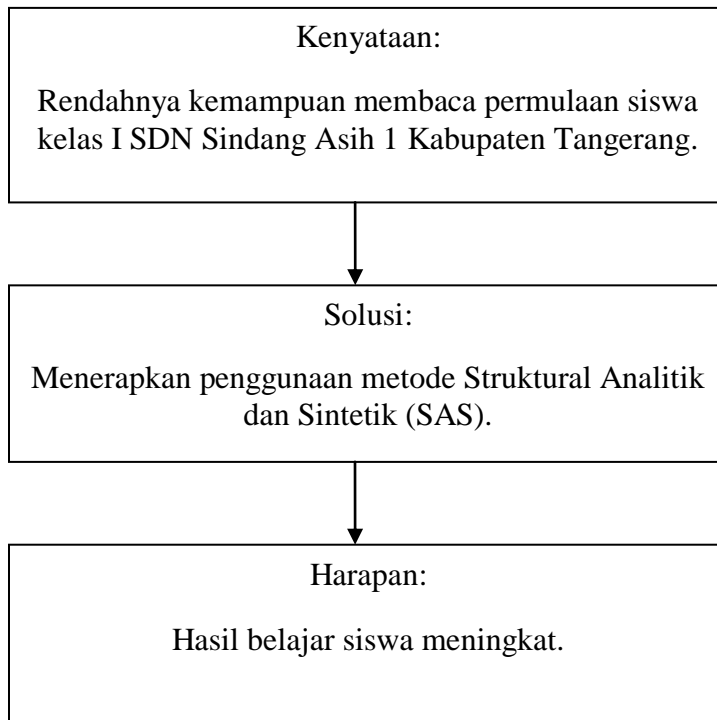 Kenyataan:
Rendahnya kemampuan membaca permulaan siswa
kelas I SDN Sindang Asih 1 Kabupaten Tangerang.
Solusi:
Menerapkan penggunaan metode Struktural Analitik
dan Sintetik (SAS).
Harapan:
Hasil belajar siswa meningkat.